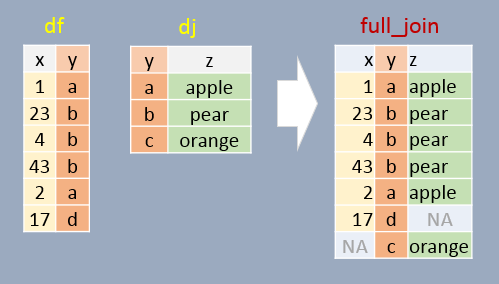 df dj full_join
x y
1 a
23 b
4 b
43 b
2 a
17 d
y z
a apple
b pear
c orange
x y z
1 a apple
23 b pear
4 b pear
43 b pear
2 a apple
17 d NA
NA c orange